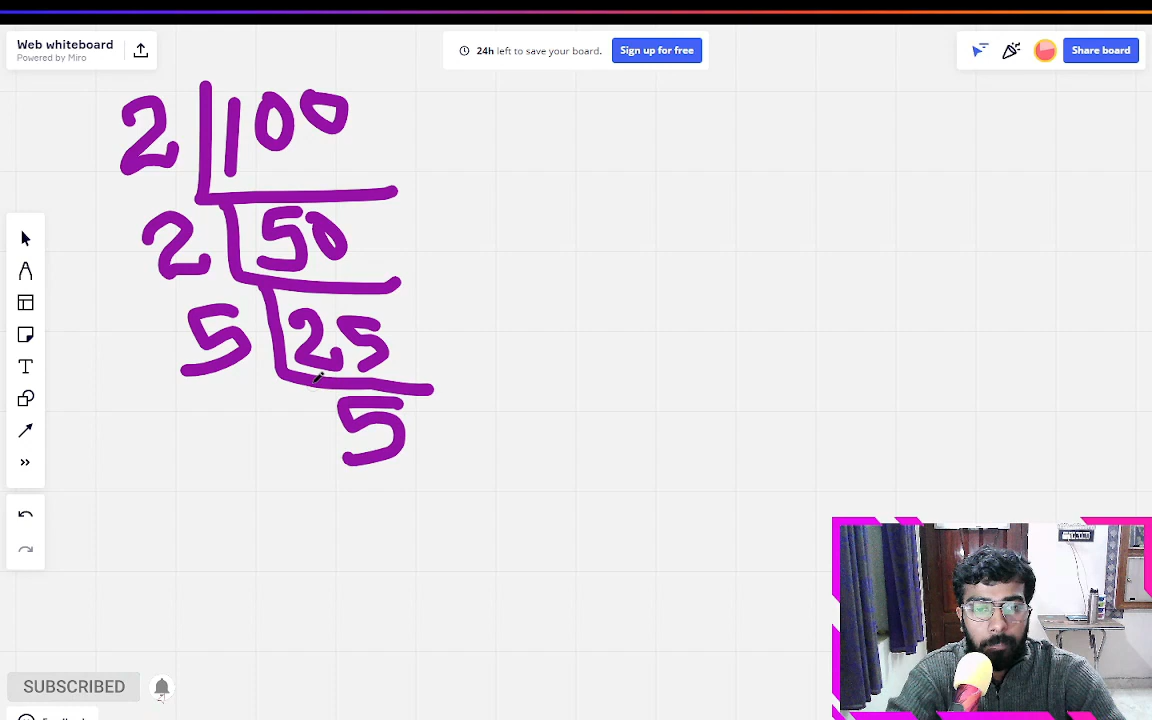 Web whiteboard
Powered by Miro
24h left to save your board.
Sign up for free
Share board
2 100
2 50
5 25
5
SUBSCRIBED